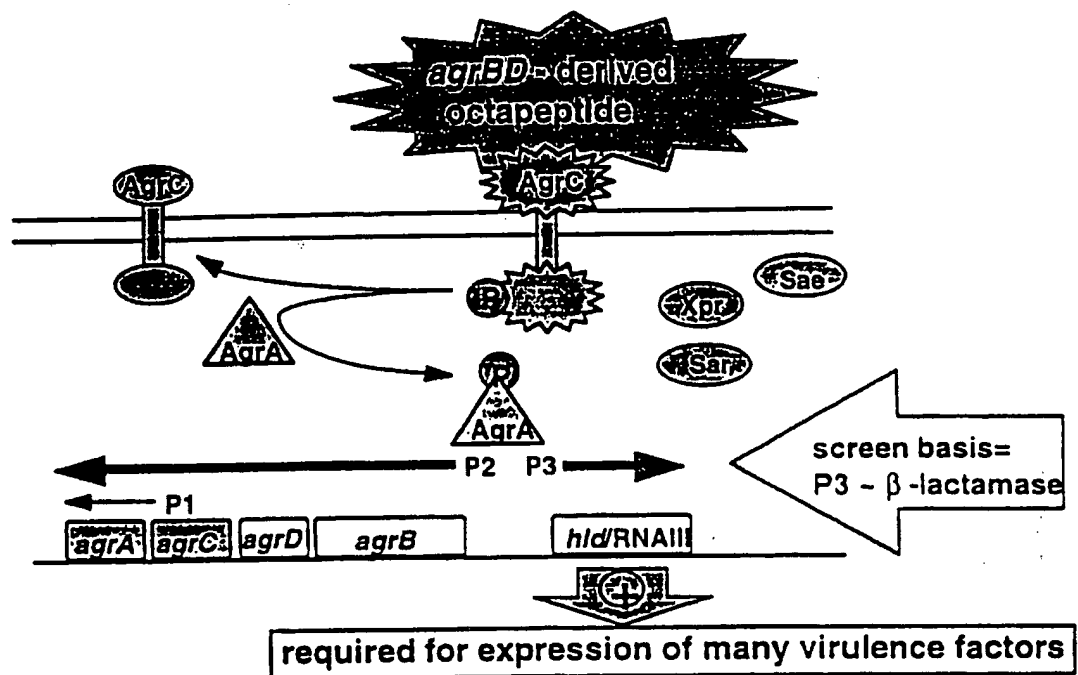 agrBD - derived
octapeptide
AgrC
AgrC
P
Sae
Xpr
AgrA
Sar
P
AgrA
screen basis=
P3 ~ β -lactamase
P2 P3
P1
agrA agrC agrD agrB hld/RNAIII
+
required for expression of many virulence factors